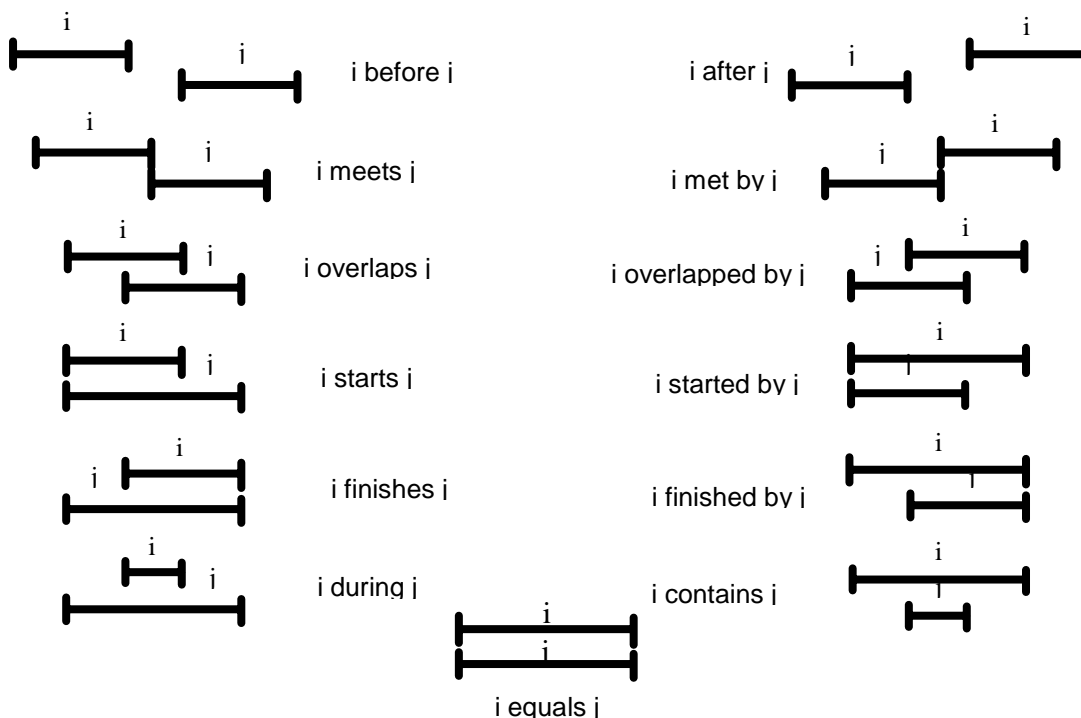 i
j
i before j
i
j
i after j
i
j
i meets j
i
j
i met by j
i
j
i overlaps j
i
j
i overlapped by j
i
j
i starts j
i
j
i started by j
i
j
i finishes j
i
j
i finished by j
i
j
i during j
i
j
i contains j
i
j
i equals j